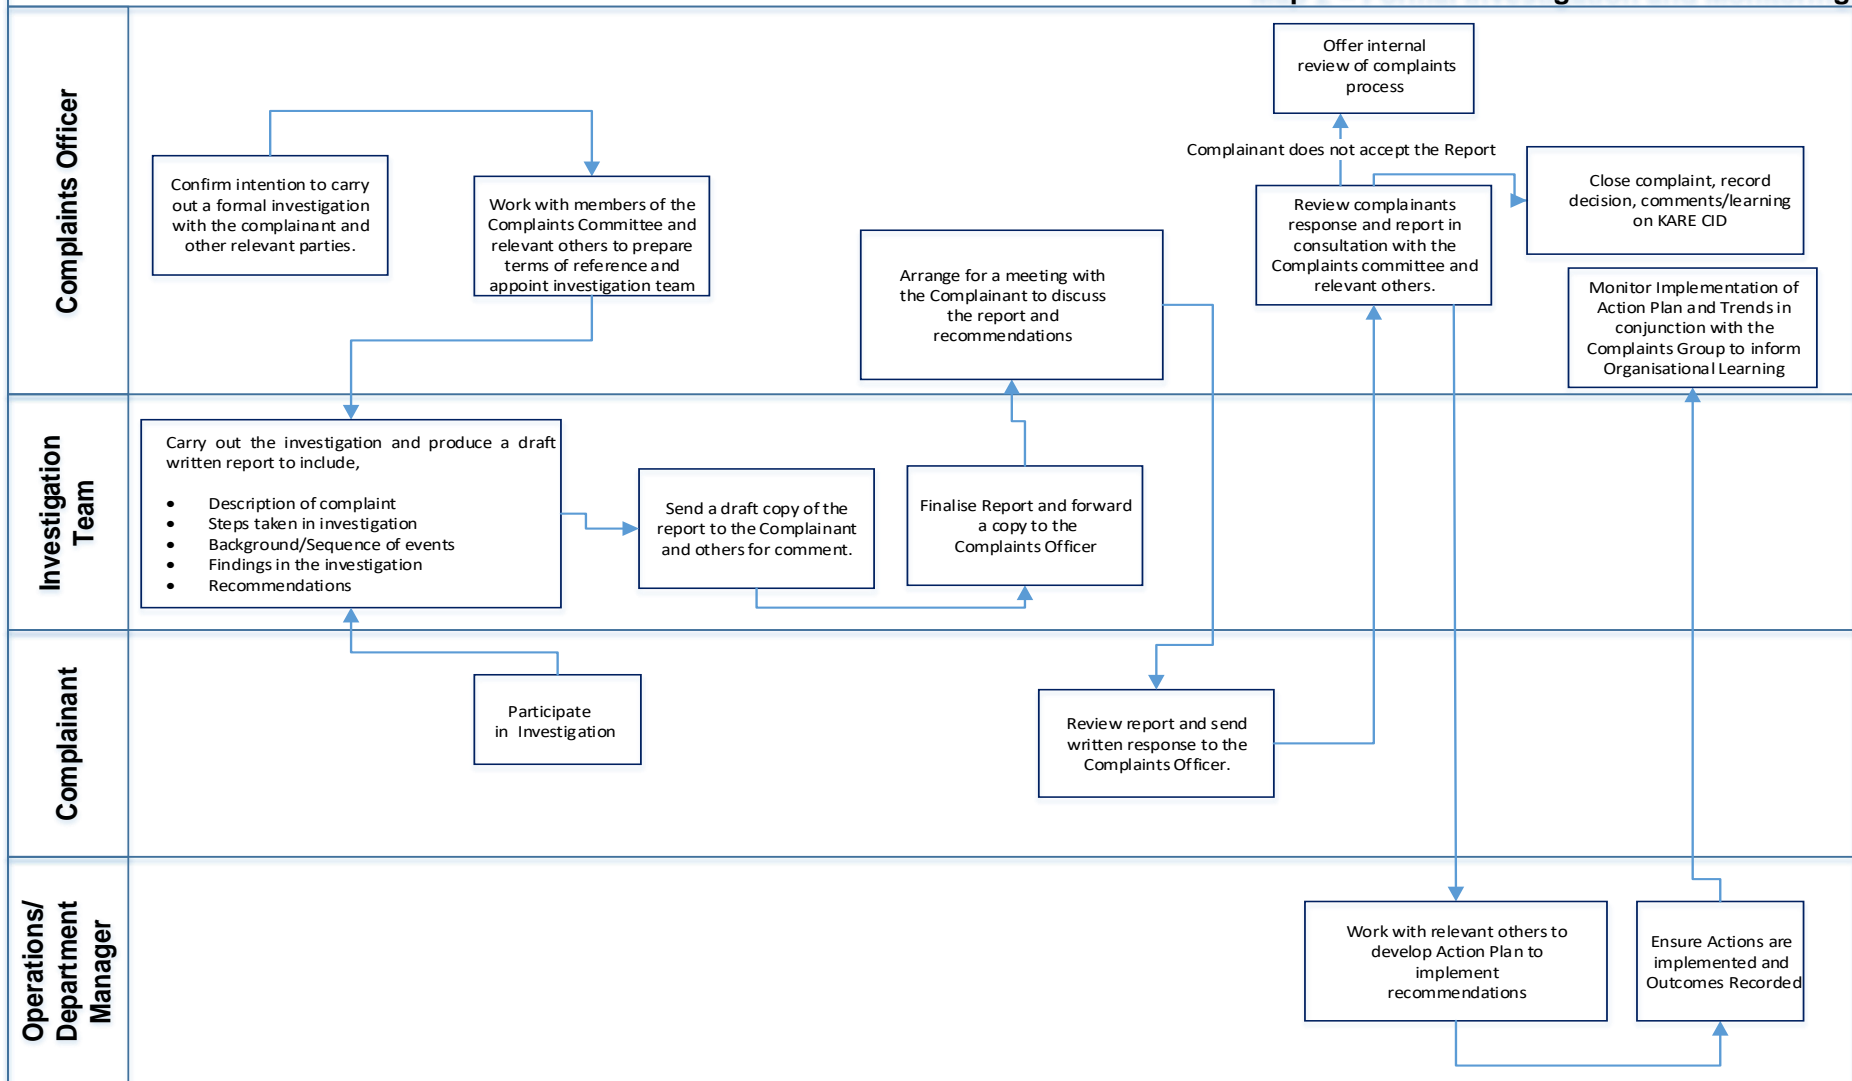 Complaints Officer
Offer internal
review of complaints
process
Complainant does not accept the Report
Confirm intention to carry
out a formal investigation
with the complainant and
other relevant parties.
Work with members of the
Complaints Committee and
relevant others to prepare
terms of reference and
appoint investigation team
Arrange for a meeting with
the Complainant to discuss
the report and
recommendations
Review complainants
response and report in
consultation with the
Complaints committee and
relevant others.
Close complaint, record
decision, comments/learning
on KARE CID
Monitor Implementation of
Action Plan and Trends in
conjunction with the
Complaints Group to inform
Organisational Learning
Investigation
Team
Carry out the investigation and produce a draft
written report to include,
• Description of complaint
• Steps taken in investigation
• Background/Sequence of events
• Findings in the investigation
• Recommendations
Send a draft copy of the
report to the Complainant
and others for comment.
Finalise Report and forward
a copy to the
Complaints Officer
Complainant
Participate
in Investigation
Review report and send
written response to the
Complaints Officer.
Operations/
Department
Manager
Work with relevant others to
develop Action Plan to
implement
recommendations
Ensure Actions are
implemented and
Outcomes Recorded